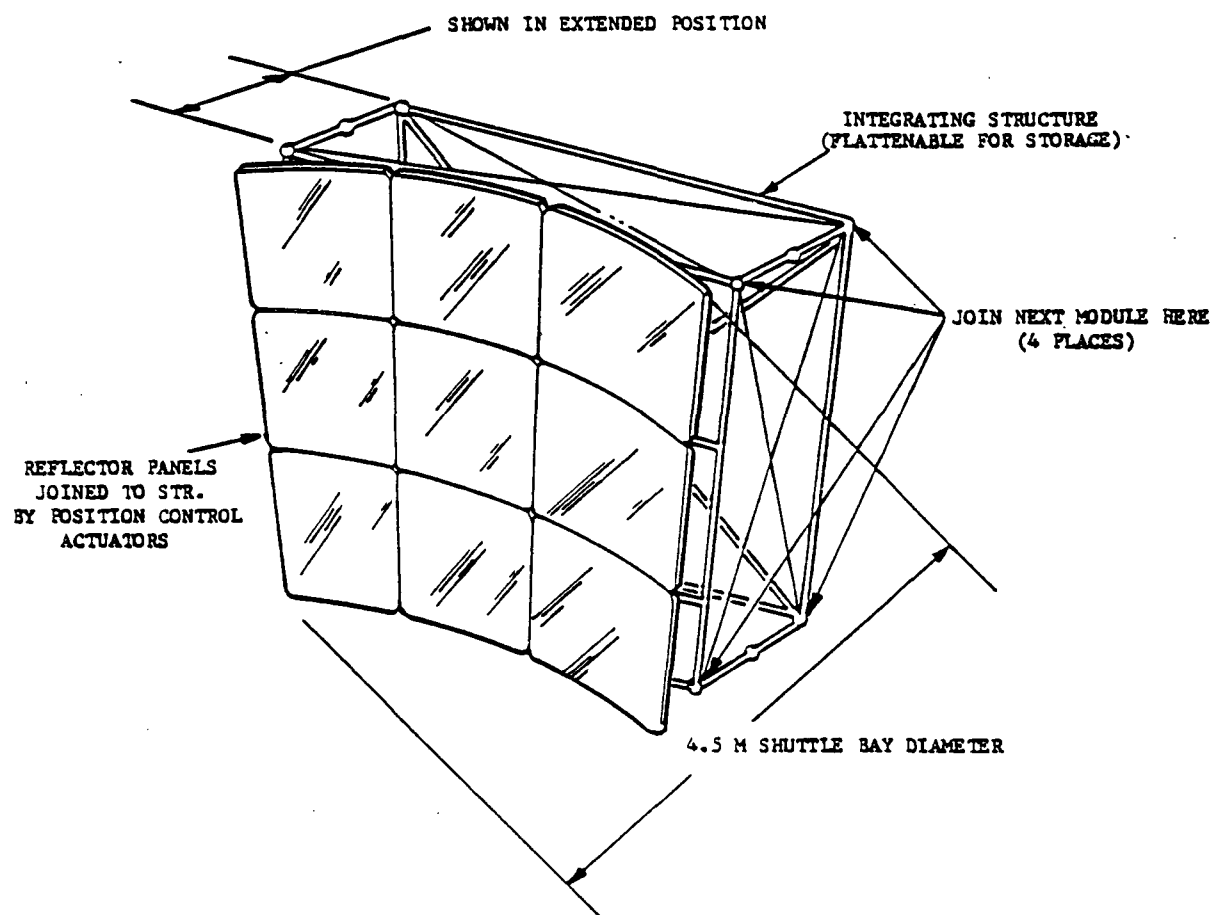 SHOWN IN EXTENDED POSITION
INTEGRATING STRUCTURE
(FLATTENABLE FOR STORAGE)
JOIN NEXT MODULE HERE
(4 PLACES)
REFLECTOR PANELS
JOINED TO STR.
BY POSITION CONTROL
ACTUATORS
4.5 M SHUTTLE BAY DIAMETER